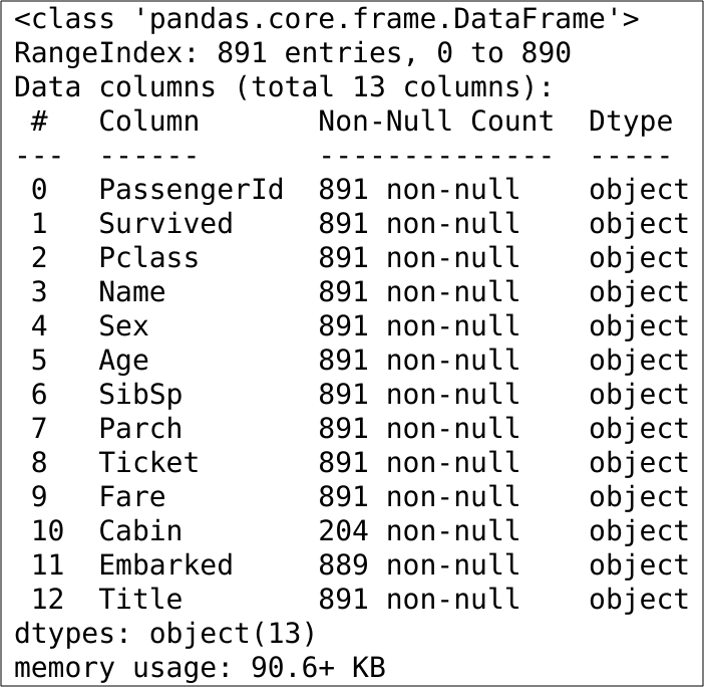 <class 'pandas.core.frame.DataFrame'>
RangeIndex: 891 entries, 0 to 890
Data columns (total 13 columns):
 #   Column       Non-Null Count  Dtype
---  ------       --------------  -----
 0   PassengerId  891 non-null    object
 1   Survived     891 non-null    object
 2   Pclass       891 non-null    object
 3   Name         891 non-null    object
 4   Sex          891 non-null    object
 5   Age          891 non-null    object
 6   SibSp        891 non-null    object
 7   Parch        891 non-null    object
 8   Ticket       891 non-null    object
 9   Fare         891 non-null    object
 10  Cabin        204 non-null    object
 11  Embarked     889 non-null    object
 12  Title        891 non-null    object
dtypes: object(13)
memory usage: 90.6+ KB